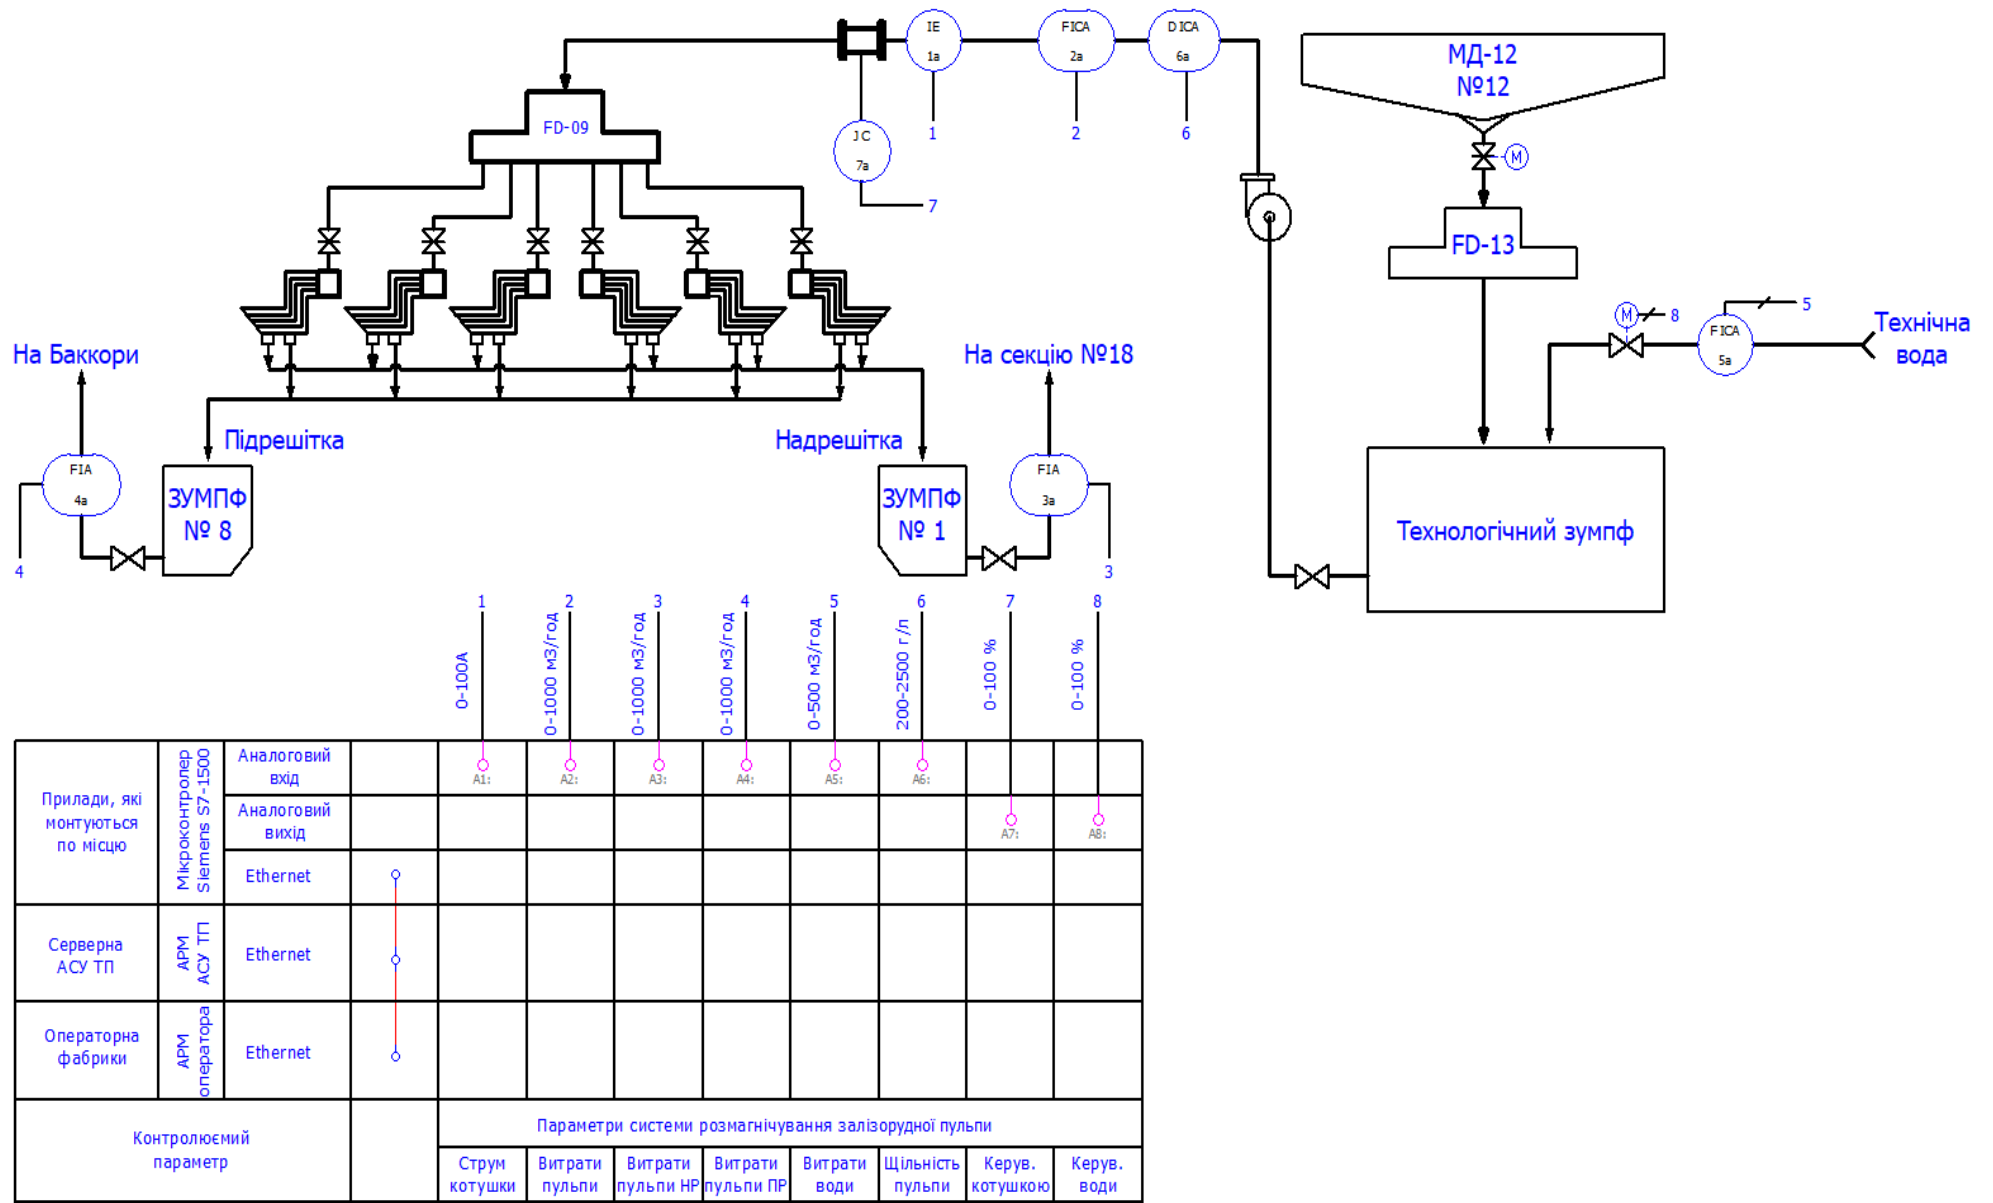 IE
1a
FICA
2a
DICA
6a
МД-12
№12
1
2
6
FD-09
JC
7a
7
M
FD-13
M
8
FICA
5a
5
Технічна
вода
На Баккори
На секцію №18
Підрешітка
Надрешітка
FIA
4a
4
ЗУМПФ
№ 8
ЗУМПФ
№ 1
FIA
3a
3
Технологічний зумпф
1
2
3
4
5
6
7
8
0-100А
0-1000 м3/год
0-1000 м3/год
0-1000 м3/год
0-500 м3/год
200-2500 г/л
0-100 %
0-100 %
Прилади, які
монтуються
по місцю
Мікроконтролер
Siemens S7-1500
Аналоговий
вхід
A1:
A2:
A3:
A4:
A5:
A6:
Аналоговий
вихід
A7:
A8:
Ethernet
Серверна
АСУ ТП
АРМ
АСУ ТП
Ethernet
Операторна
фабрики
АРМ
оператора
Ethernet
Контролюємий
параметр
Параметри системи розмагнічування залізорудної пульпи
Струм
котушки
Витрати
пульпи
Витрати
пульпи НР
Витрати
пульпи ПР
Витрати
води
Щільність
пульпи
Керув.
котушкою
Керув.
води